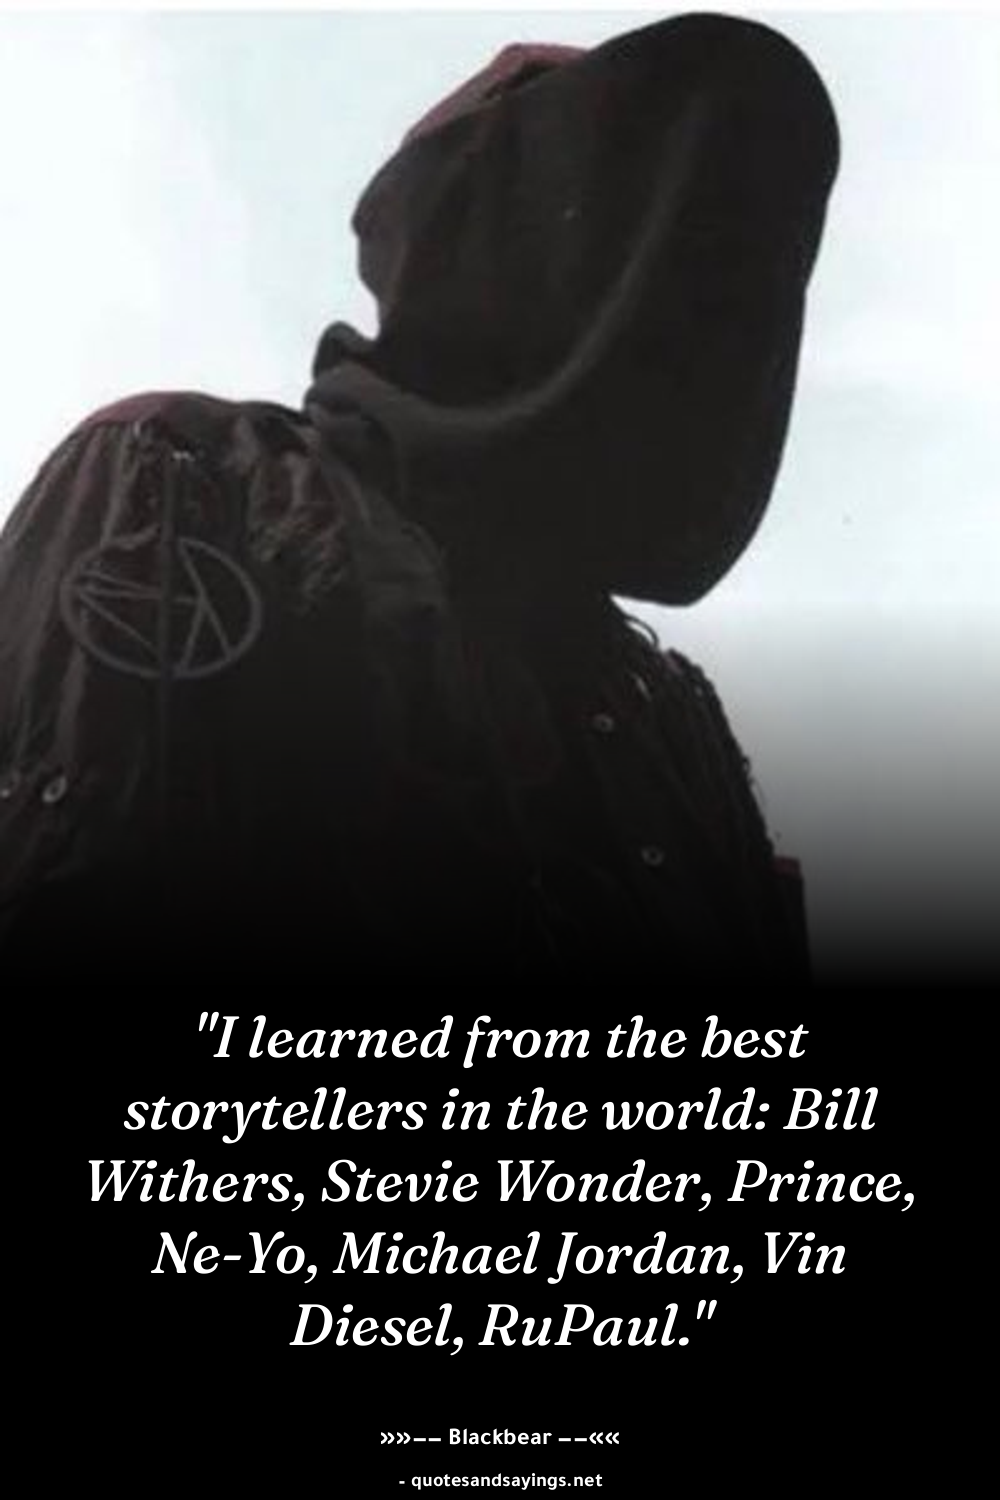 "I learned from the best
storytellers in the world: Bill
Withers, Stevie Wonder, Prince,
Ne-Yo, Michael Jordan, Vin
Diesel, RuPaul."
»»–– Blackbear ––««
- quotesandsayings.net